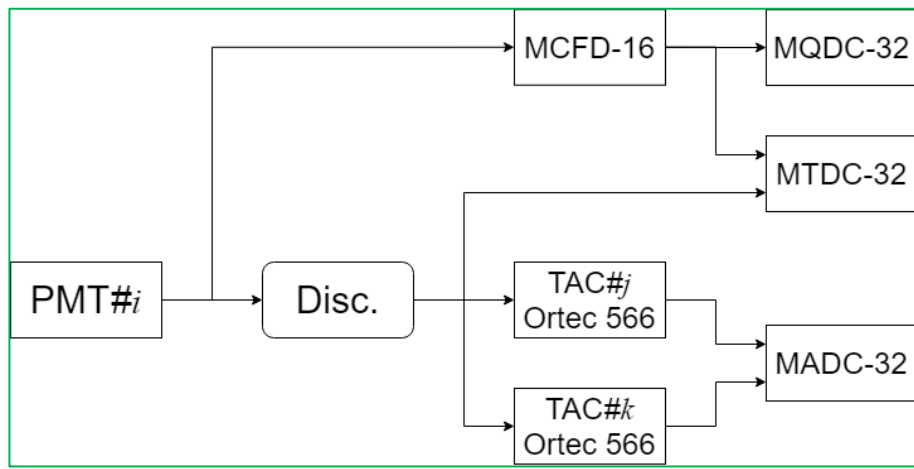 MCFD-16
MQDC-32
MTDC-32
PMT#i
Disc.
TAC#j
Ortec 566
MADC-32
TAC#k
Ortec 566